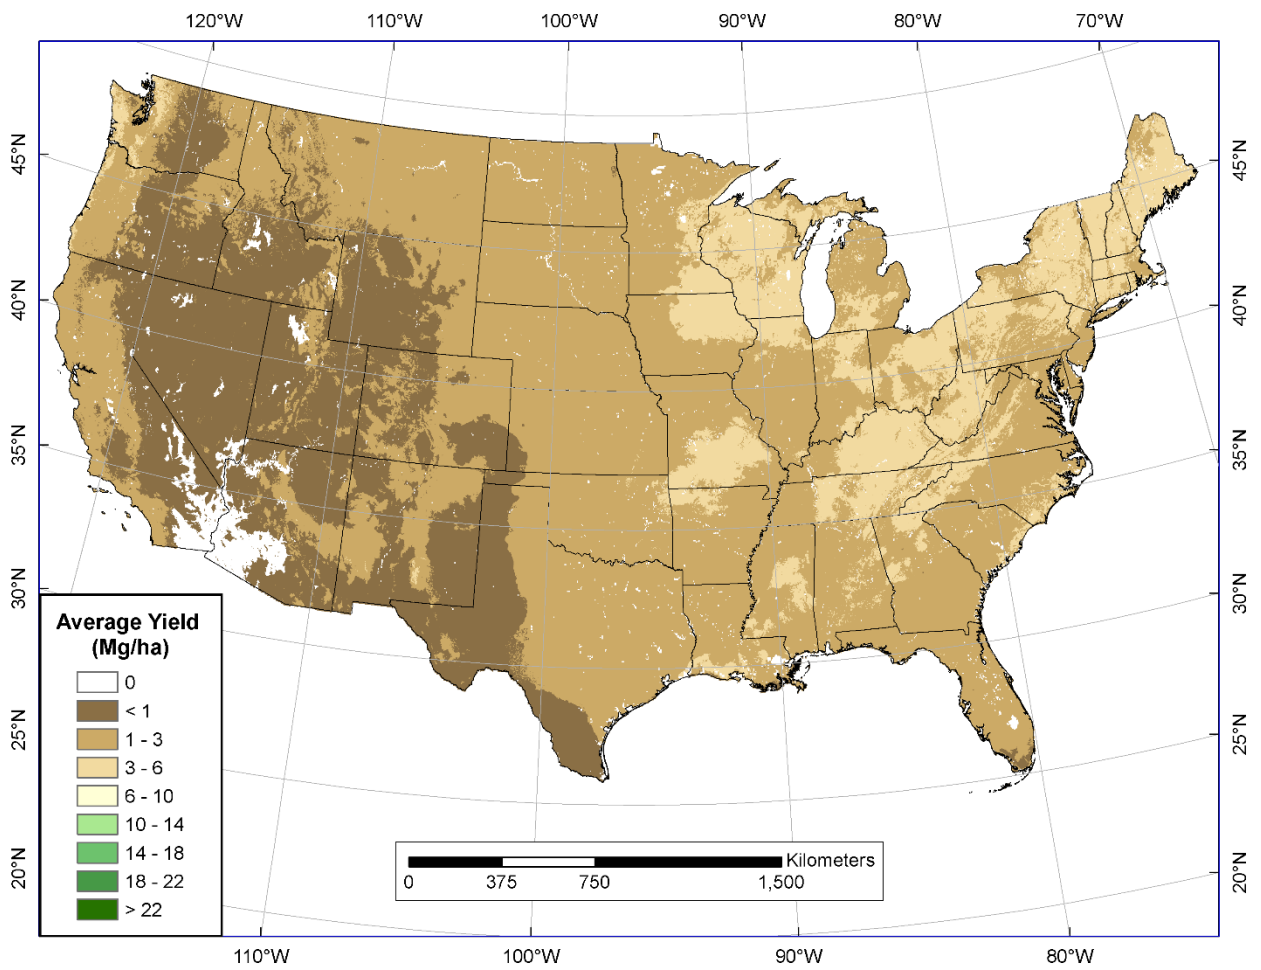 120°W 110°W 100°W 90°W 80°W 70°W
45°N 45°N
40°N 40°N
35°N 35°N
30°N 30°N
25°N 25°N
20°N 20°N
Average Yield
(Mg/ha)
0
< 1
1 - 3
3 - 6
6 - 10
10 - 14
14 - 18
18 - 22
> 22
Kilometers
0 375 750 1,500
110°W 100°W 90°W 80°W